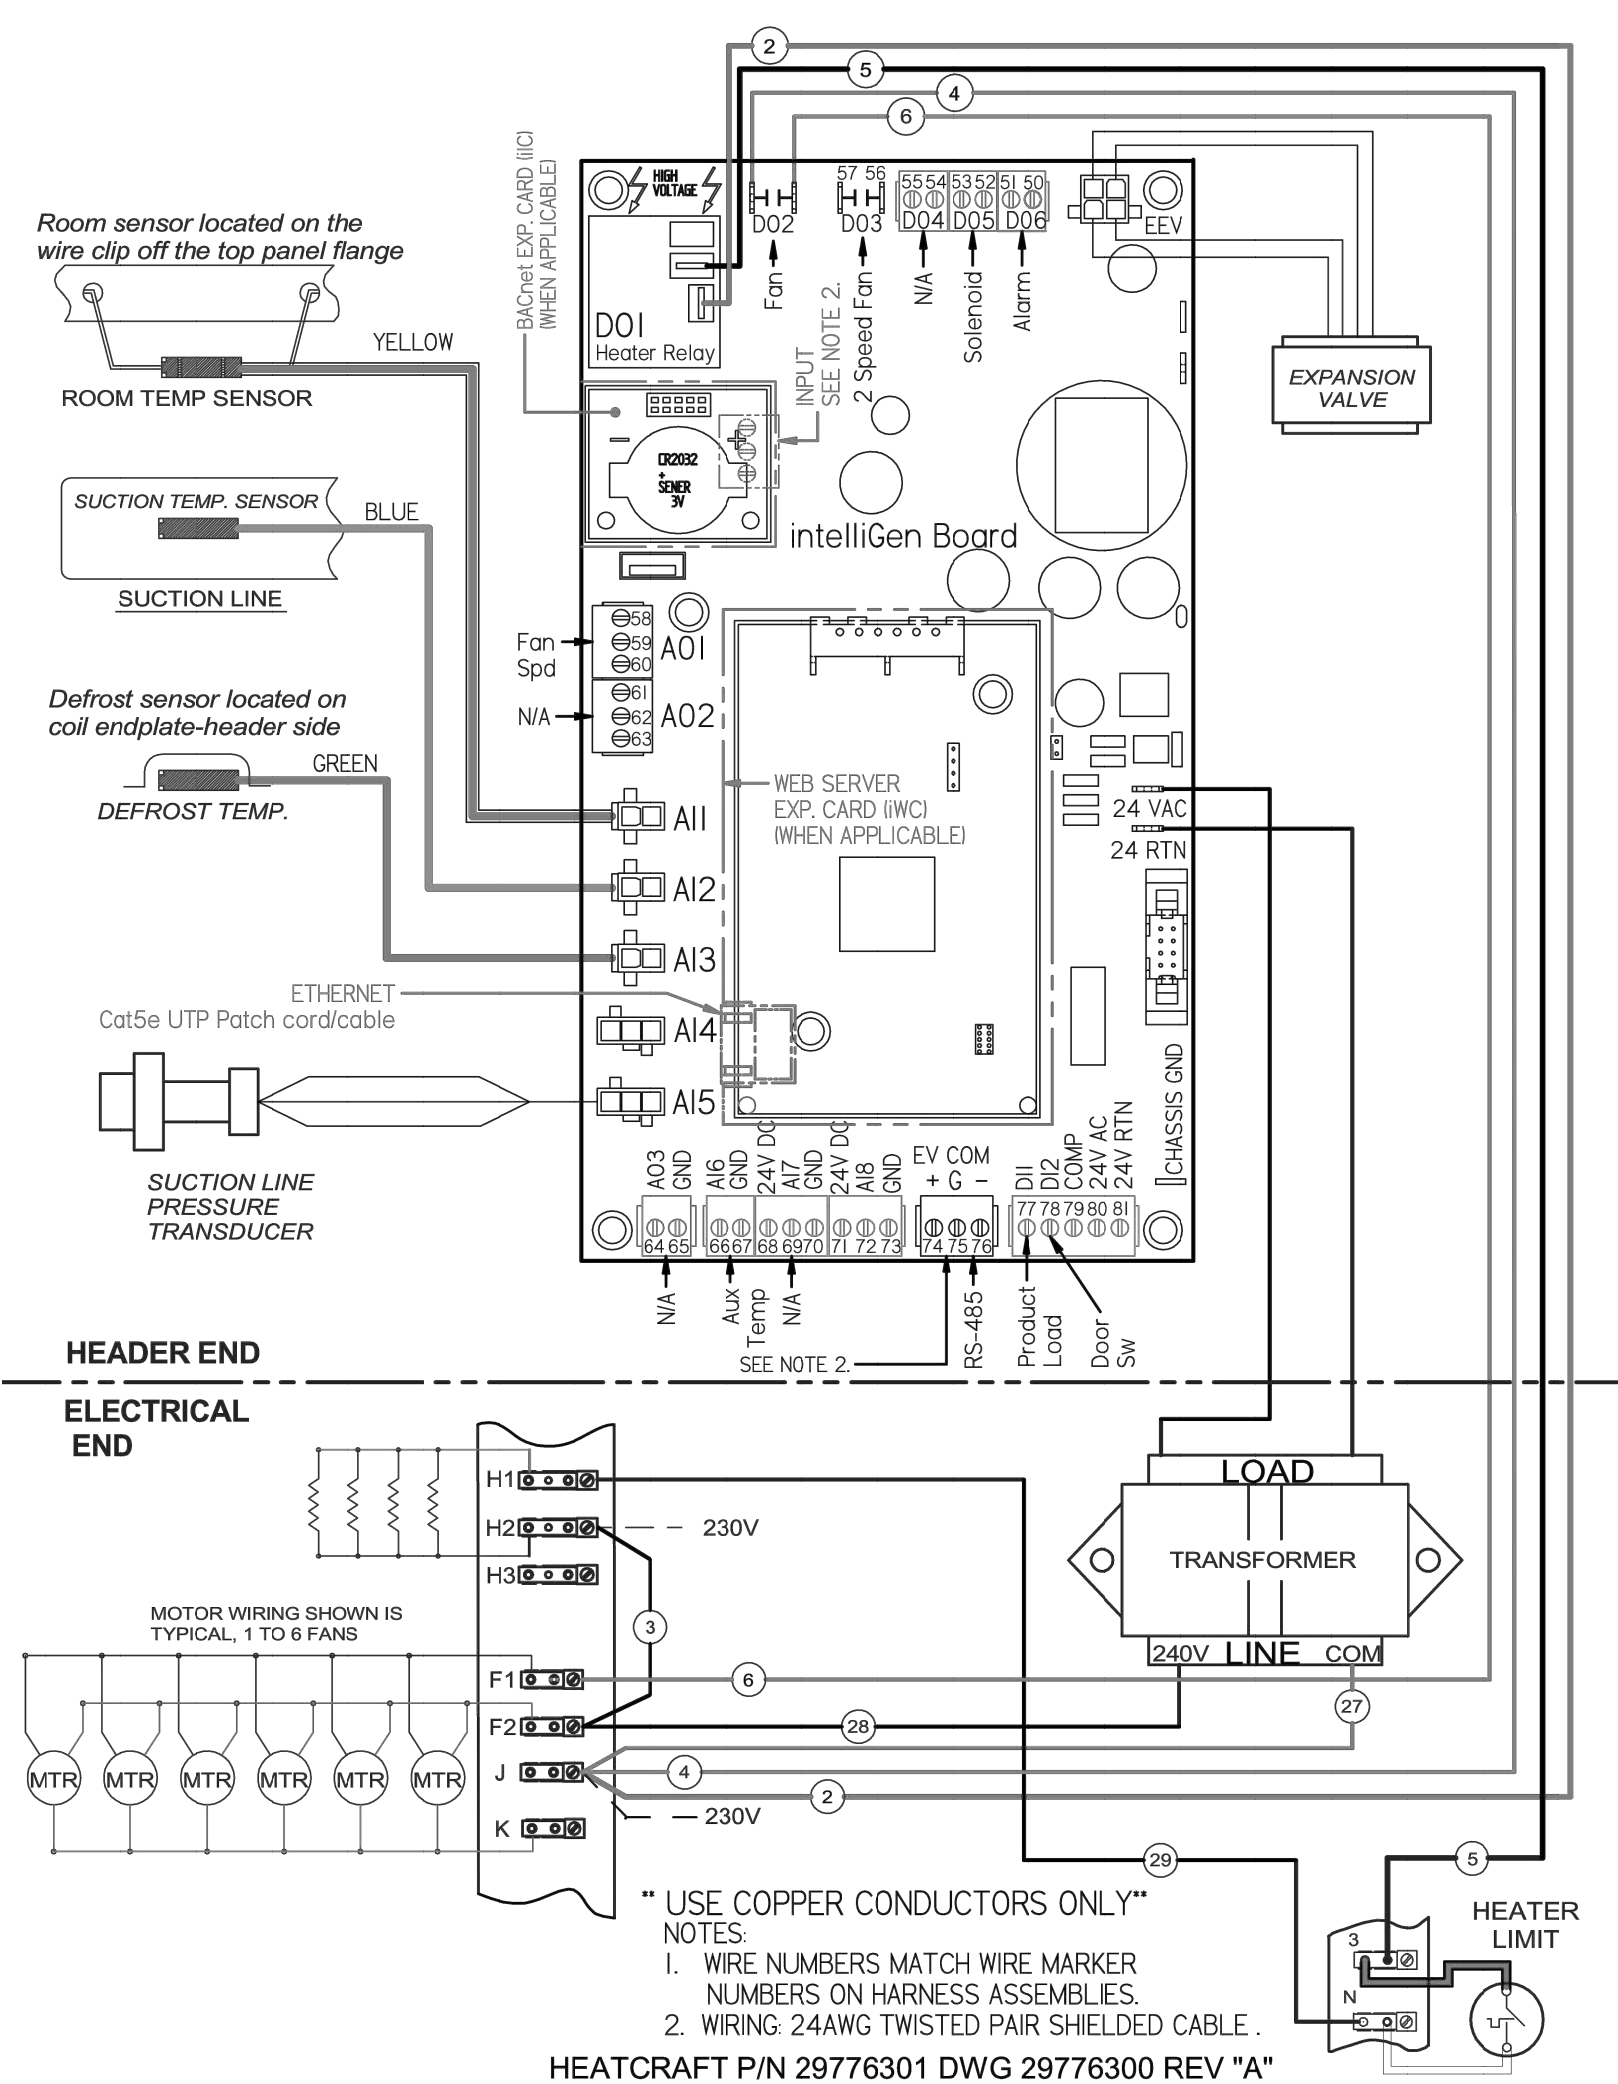 2
5
4
6
BACnet EXP. CARD (iIC)
(WHEN APPLICABLE)
HIGH
VOLTAGE
57 56
55 54 53 52 51 50
DO2
DO3
DO4
DO5
DO6
EEV
Fan
2 Speed Fan
N/A
Solenoid
Alarm
Room sensor located on the
wire clip off the top panel flange
YELLOW
ROOM TEMP SENSOR
DO1
Heater Relay
INPUT
SEE NOTE 2.
EXPANSION
VALVE
CR2032
+
SENER
3V
intelliGen Board
SUCTION TEMP. SENSOR
BLUE
SUCTION LINE
58
59
60
AO1
Fan
Spd
61
62
63
AO2
N/A
Defrost sensor located on
coil endplate-header side
GREEN
DEFROST TEMP.
WEB SERVER
EXP. CARD (iWC)
(WHEN APPLICABLE)
24 VAC
24 RTN
AI1
AI2
AI3
ETHERNET
Cat5e UTP Patch cord/cable
AI4
AI5
CHASSIS GND
SUCTION LINE
PRESSURE
TRANSDUCER
AO3
GND
AI6
GND
24V DC
AI7
GND
24V DC
AI8
GND
EV COM
+ G -
DI1
DI2
COMP
24V AC
24V RTN
64 65
66 67 68 69 70 71 72 73
74 75 76
77 78 79 80 81
N/A
Aux
Temp
N/A
SEE NOTE 2.
RS-485
Product
Load
Door
Sw
HEADER END
ELECTRICAL
END
H1
H2
230V
H3
MOTOR WIRING SHOWN IS
TYPICAL, 1 TO 6 FANS
3
F1
6
F2
28
J
4
2
K
230V
MTR MTR MTR MTR MTR MTR
LOAD
TRANSFORMER
240V LINE COM
27
29
5
HEATER
LIMIT
3
N
** USE COPPER CONDUCTORS ONLY**
NOTES:
1. WIRE NUMBERS MATCH WIRE MARKER
NUMBERS ON HARNESS ASSEMBLIES.
2. WIRING: 24AWG TWISTED PAIR SHIELDED CABLE .
HEATCRAFT P/N 29776301 DWG 29776300 REV "A"